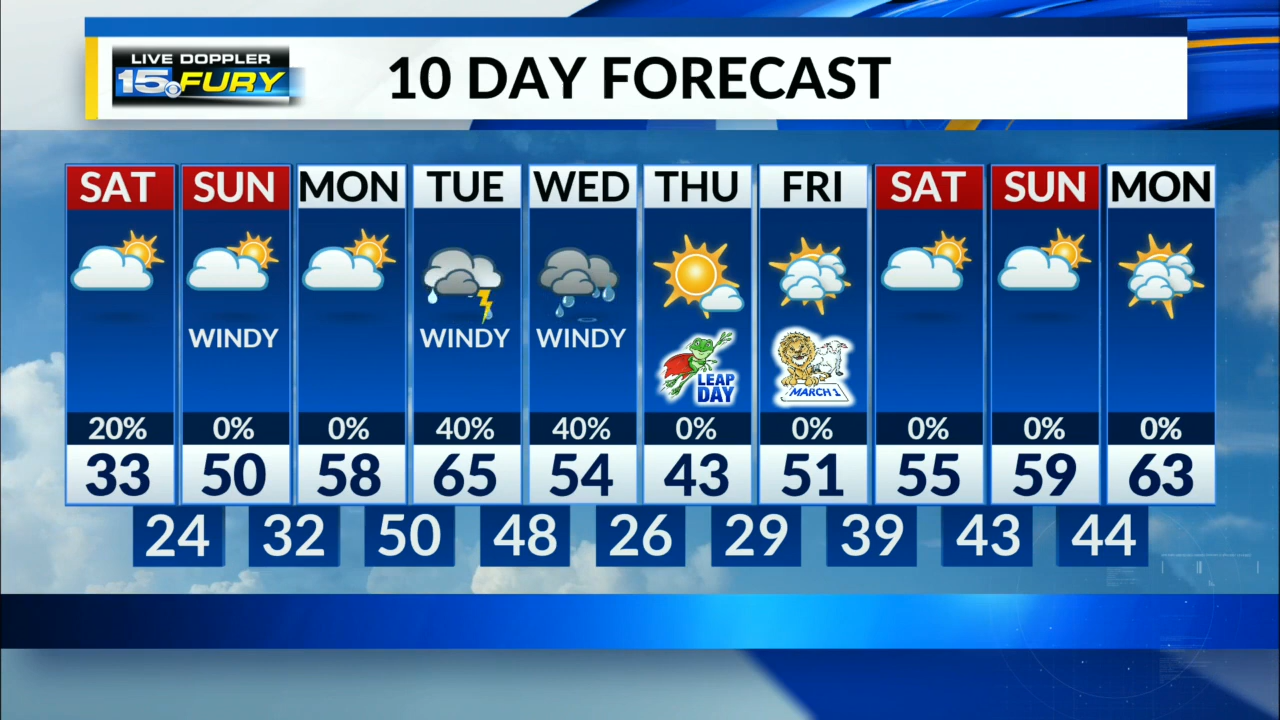 LIVE DOPPLER
15 FURY
10 DAY FORECAST
SAT SUN MON TUE WED THU FRI SAT SUN MON
WINDY WINDY WINDY
LEAP
DAY
MARCH 1
20% 0% 0% 40% 40% 0% 0% 0% 0% 0%
33 50 58 65 54 43 51 55 59 63
24 32 50 48 26 29 39 43 44